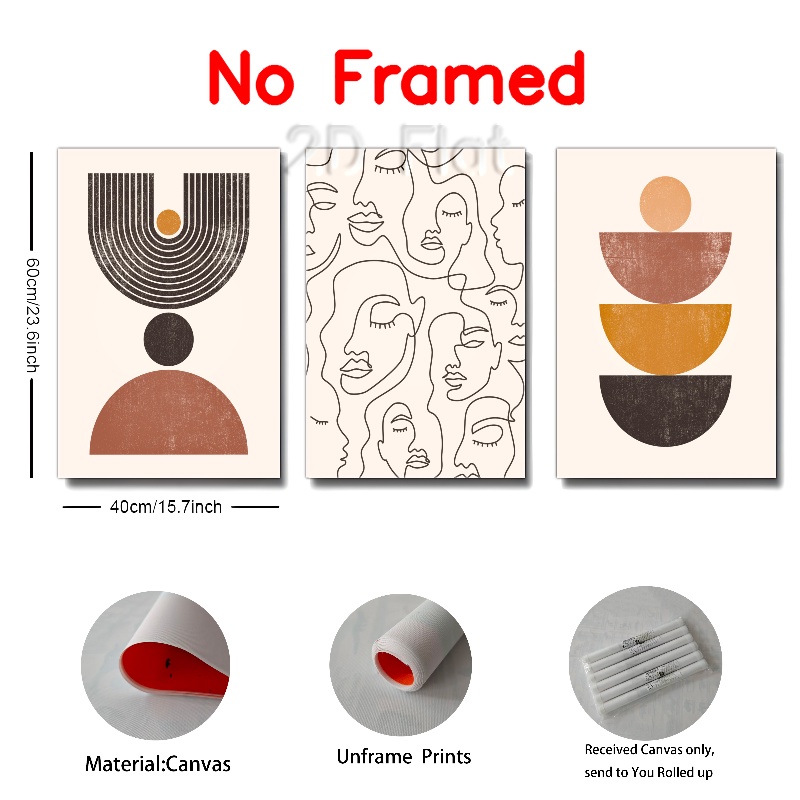 No Framed
2D Flat
60cm/23.6inch
40cm/15.7inch
Material:Canvas
Unframe Prints
Received Canvas only,
send to You Rolled up